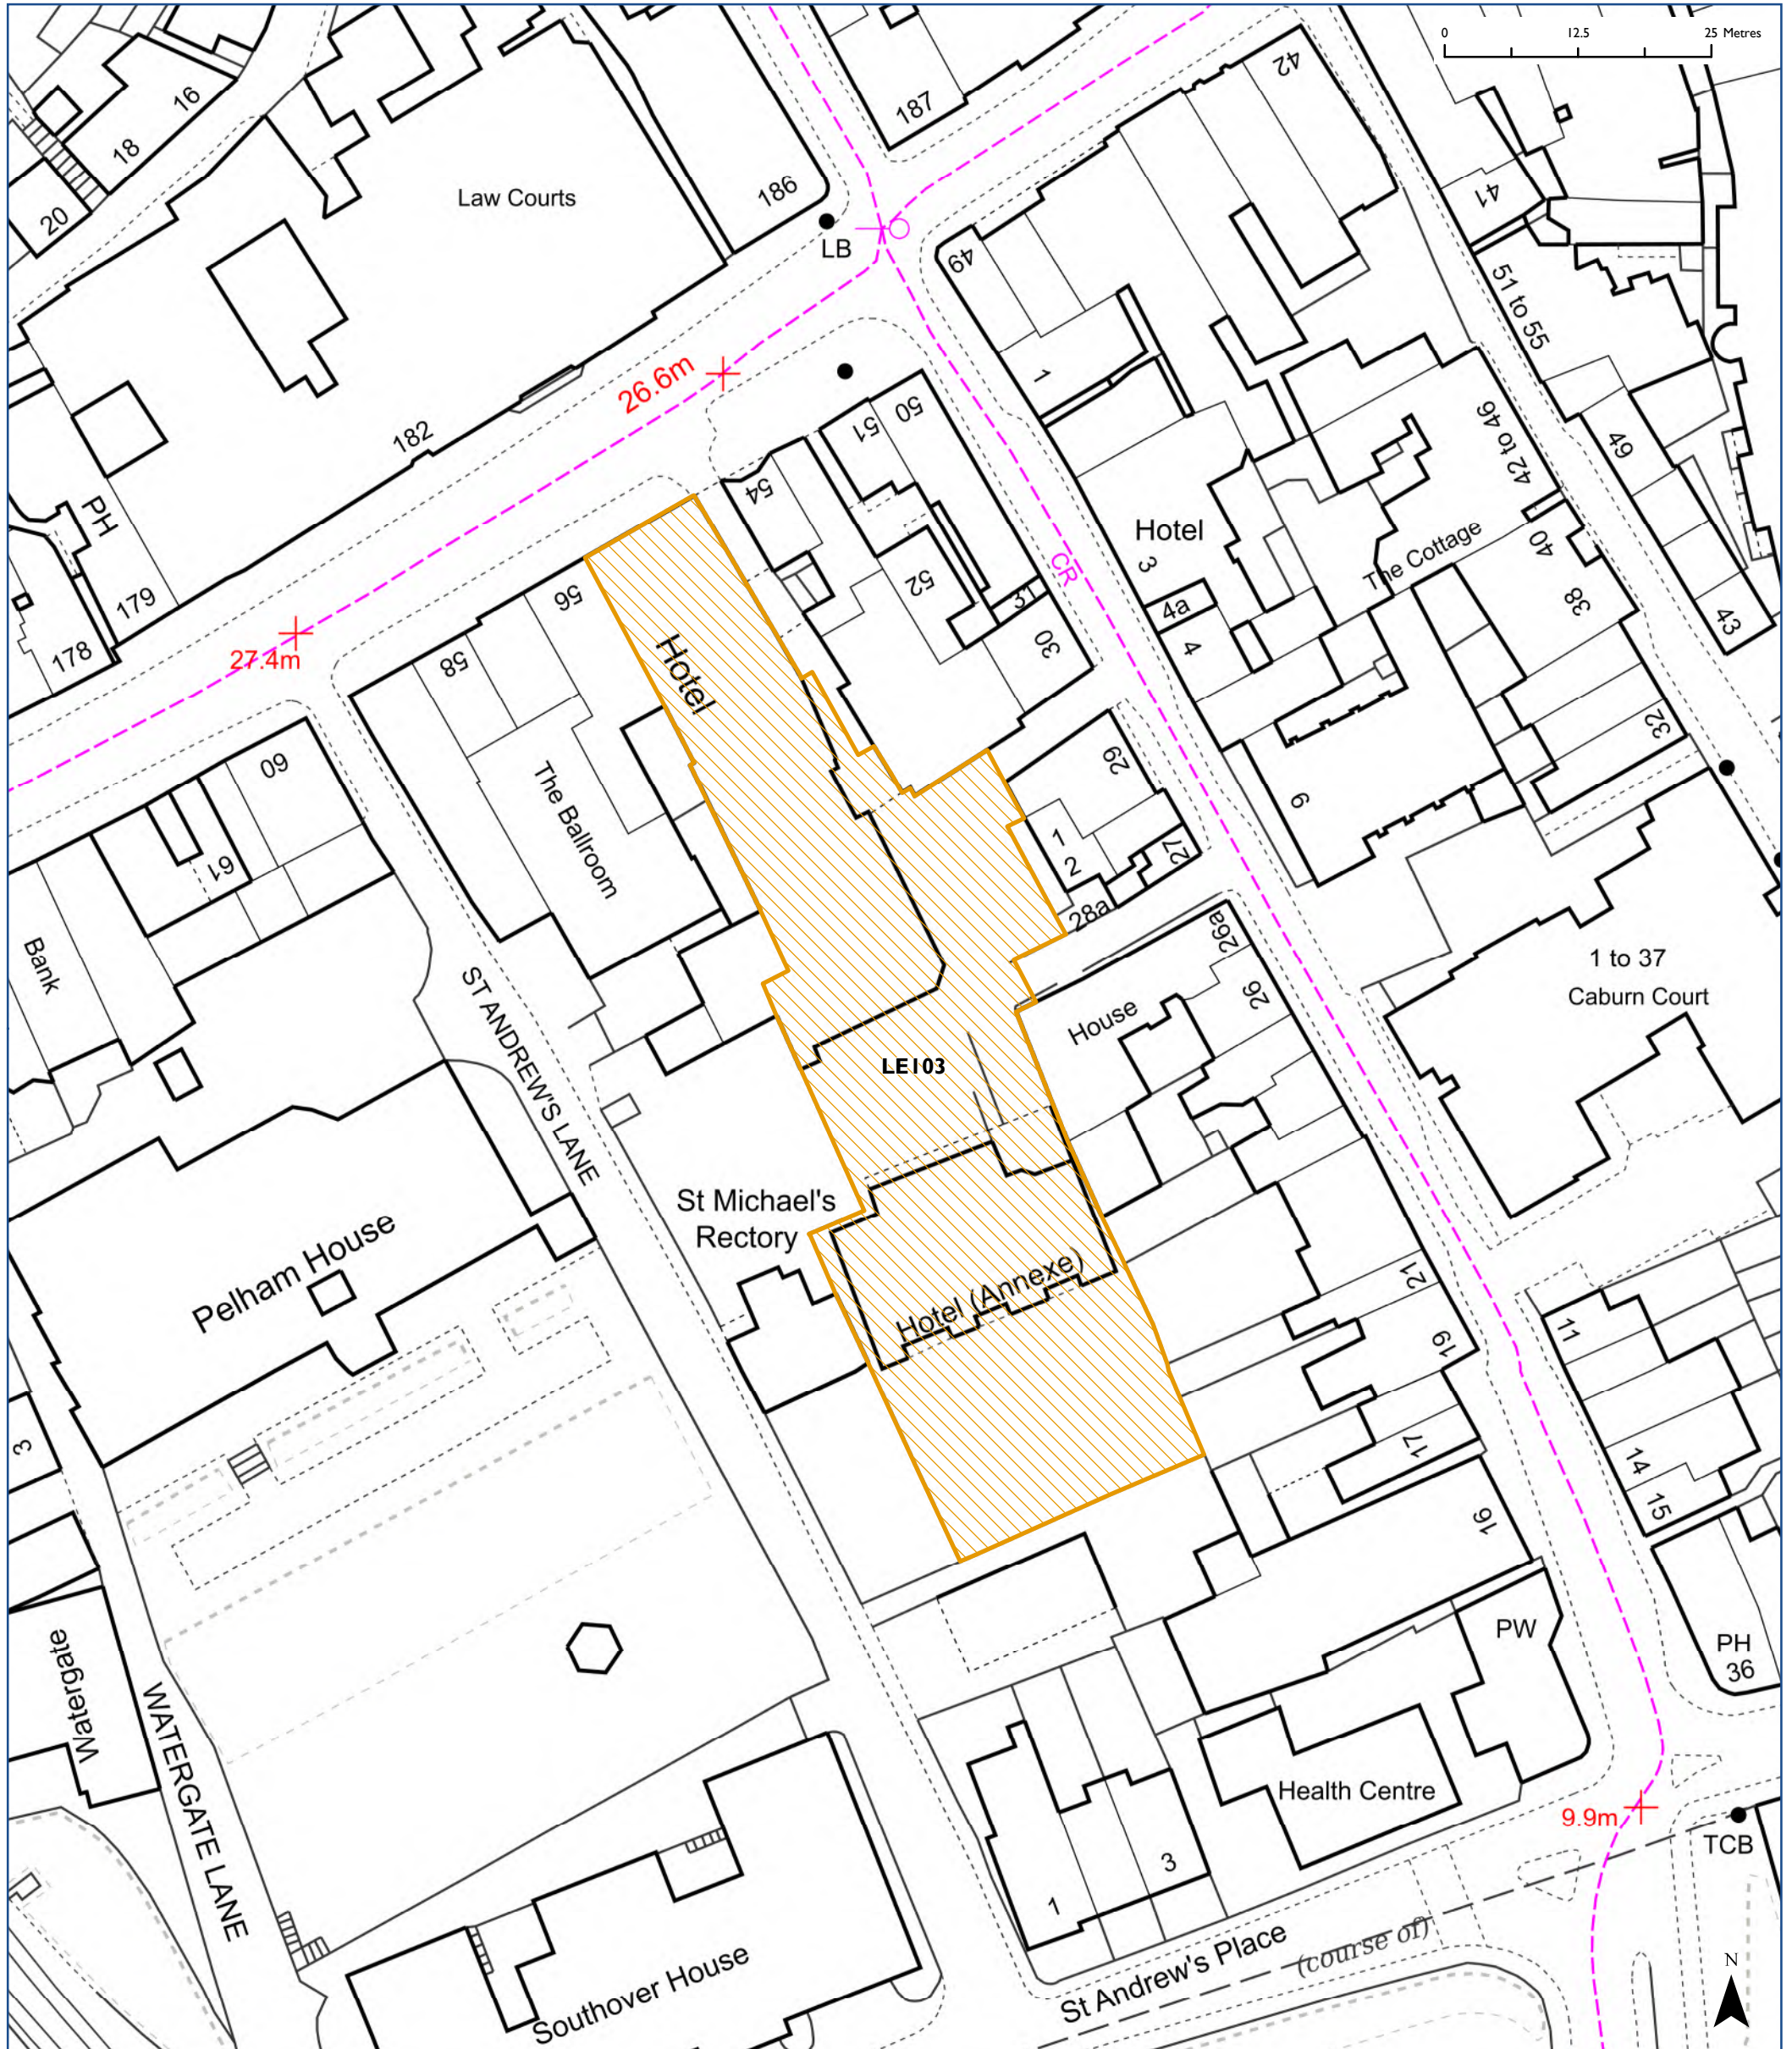 0 12.5 25 Metres
16
18
20
Law Courts
186
187
LB
42
41
49
51 to 55
1
26.6m
182
50
51
54
42 to 46
49
PH
179
178
27.4m
56
58
Hotel
52
31
30
CR
Hotel
3
4a
4
The Cottage
40
38
43
32
60
61
The Ballroom
29
1
2
27
28a
9
Bank
ST ANDREW'S LANE
26a
House
26
1 to 37
Caburn Court
LE103
St Michael's
Rectory
Pelham House
Hotel (Annexe)
21
19
17
11
14
15
3
16
PW
PH
36
Watergate
WATERGATE LANE
Health Centre
9.9m
TCB
1
3
Southover House
St Andrew's Place
(course of)
N